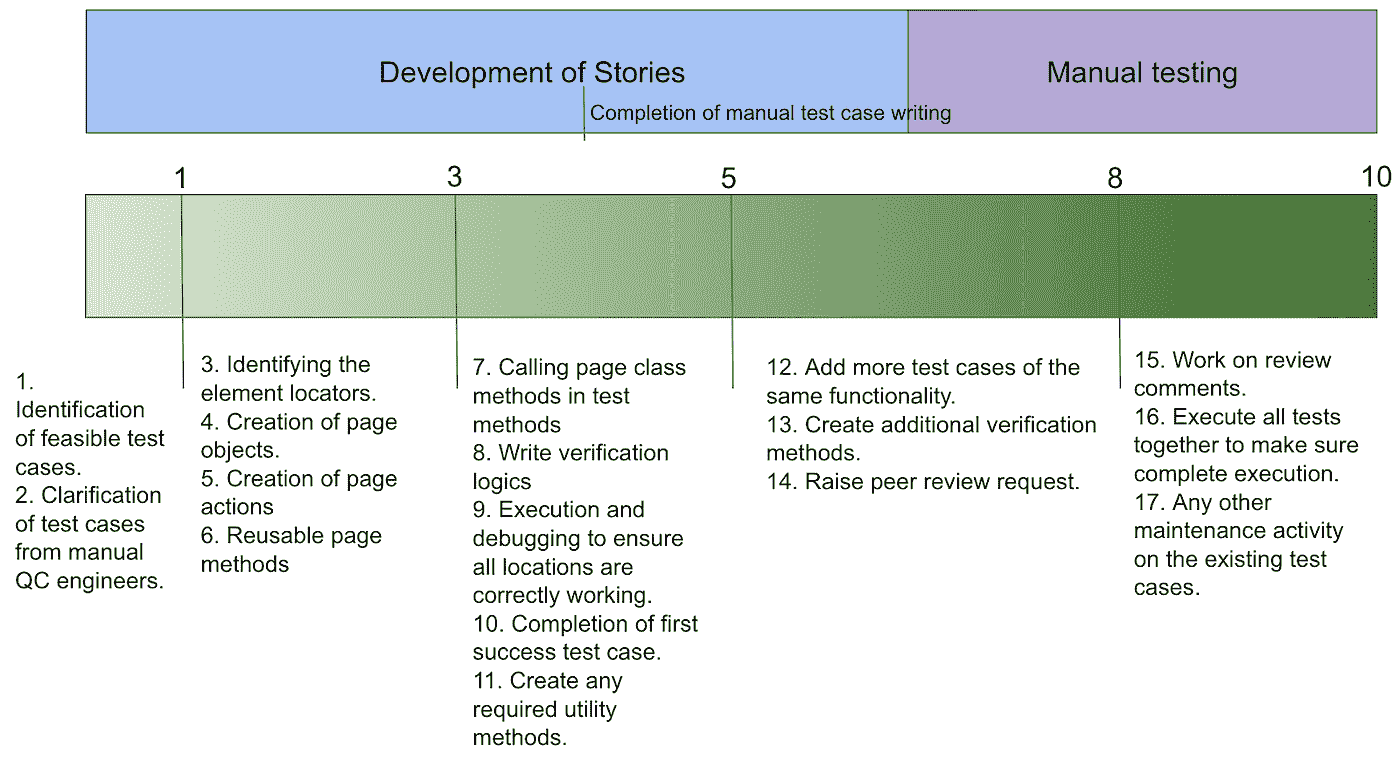 Development of Stories
Manual testing
Completion of manual test case writing
1
3
5
8
10
1.
Identification
of feasible test
cases.
2. Clarification
of test cases
from manual
QC engineers.
3. Identifying the
element locators.
4. Creation of page
objects.
5. Creation of page
actions
6. Reusable page
methods
7. Calling page class
methods in test
methods
8. Write verification
logics
9. Execution and
debugging to ensure
all locations are
correctly working.
10. Completion of first
success test case.
11. Create any
required utility
methods.
12. Add more test cases of the
same functionality.
13. Create additional verification
methods.
14. Raise peer review request.
15. Work on review
comments.
16. Execute all tests
together to make sure
complete execution.
17. Any other
maintenance activity
on the existing test
cases.